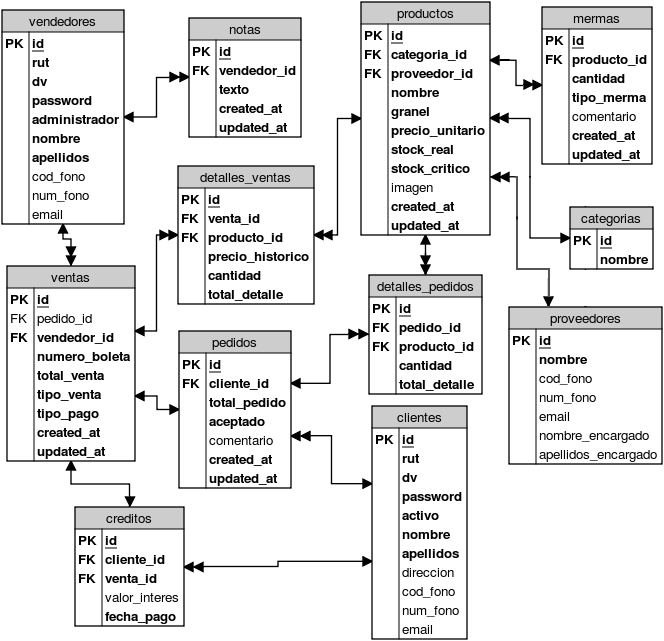 vendedores
PK id
rut
dv
password
administrador
nombre
apellidos
cod_fono
num_fono
email
notas
PK id
FK vendedor_id
texto
created_at
updated_at
productos
PK id
FK categoria_id
FK proveedor_id
nombre
granel
precio_unitario
stock_real
stock_critico
imagen
created_at
updated_at
mermas
PK id
FK producto_id
cantidad
tipo_merma
comentario
created_at
updated_at
detalles_ventas
PK id
FK venta_id
FK producto_id
precio_historico
cantidad
total_detalle
categorias
PK id
nombre
ventas
PK id
FK pedido_id
FK vendedor_id
numero_boleta
total_venta
tipo_venta
tipo_pago
created_at
updated_at
detalles_pedidos
PK id
FK pedido_id
FK producto_id
cantidad
total_detalle
proveedores
PK id
nombre
cod_fono
num_fono
email
nombre_encargado
apellidos_encargado
pedidos
PK id
FK cliente_id
total_pedido
aceptado
comentario
created_at
updated_at
clientes
PK id
rut
dv
password
activo
nombre
apellidos
direccion
cod_fono
num_fono
email
creditos
PK id
FK cliente_id
FK venta_id
valor_interes
fecha_pago